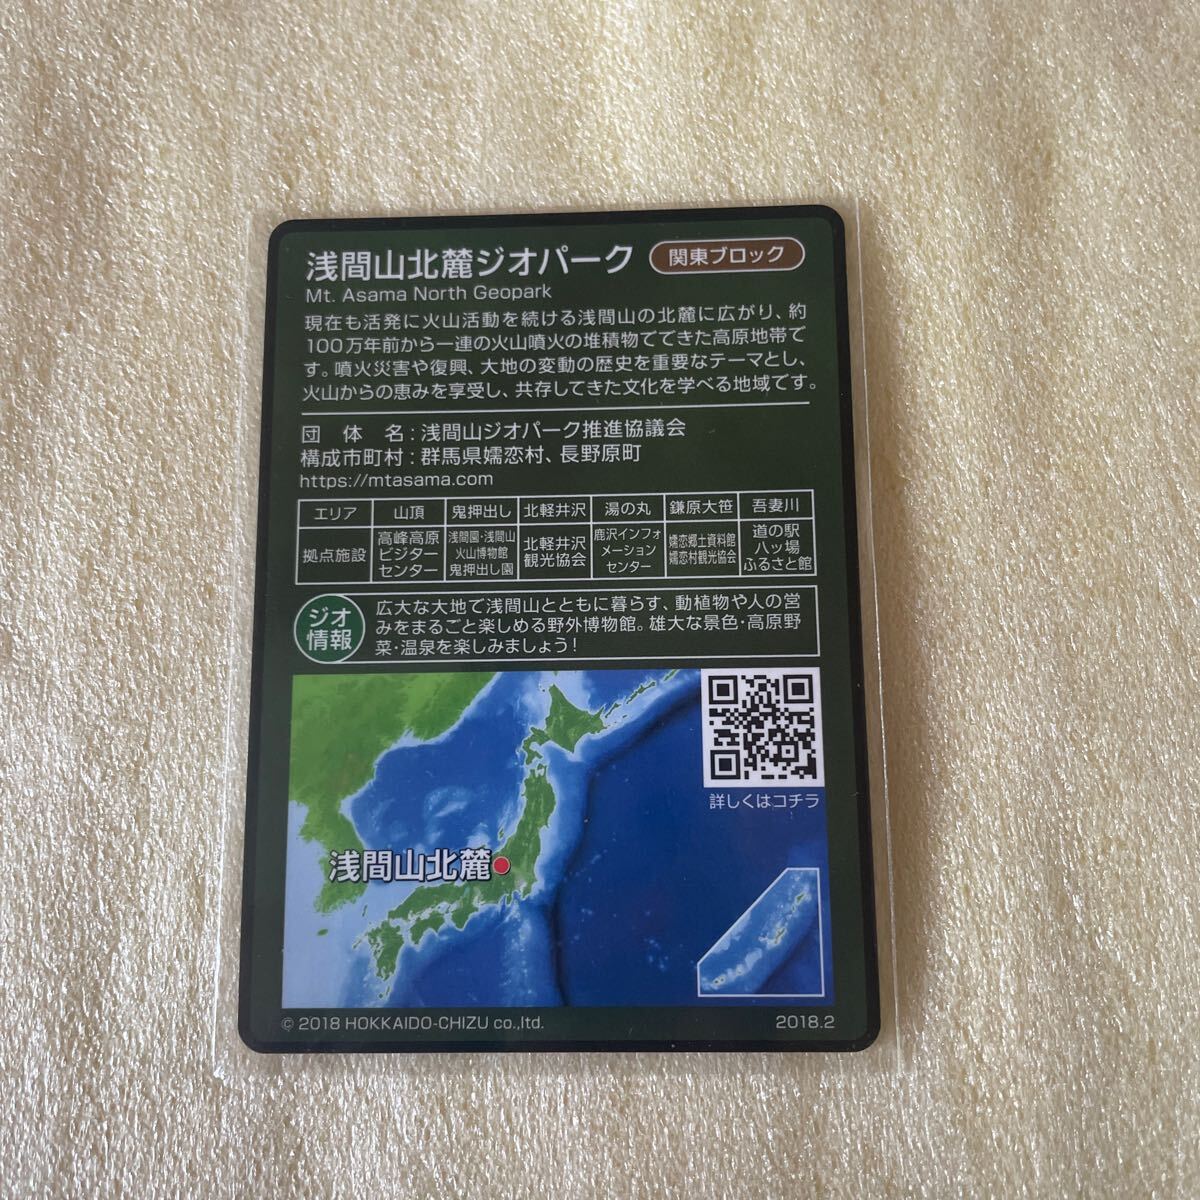 浅間山北麓ジオパーク 関東ブロック
Mt. Asama North Geopark
現在も活発に火山活動を続ける浅間山の北麓に広がり、約
100万年前から一連の火山噴火の堆積物でできた高原地帯で
す。噴火災害や復興、大地の変動の歴史を重要なテーマとし、
火山からの恵みを享受し、共存してきた文化を学べる地域です。
団 体 名:浅間山ジオパーク推進協議会
構成市町村:群馬県嬬恋村、長野原町
https://mtasama.com
エリア 山頂 鬼押出し 北軽井沢 湯の丸 鎌原大笹 吾妻川
拠点施設
高峰高原
ビジター
センター
浅間園・浅間山
火山博物館
鬼押出し園
北軽井沢
観光協会
鹿沢インフォ
メーション
センター
嬬恋郷土資料館
嬬恋村観光協会
道の駅
八ッ場
ふるさと館
ジオ
情報
広大な大地で浅間山とともに暮らす、動植物や人の営
みをまるごと楽しめる野外博物館。雄大な景色・高原野
菜・温泉を楽しみましょう!
詳しくはコチラ
浅間山北麓
© 2018 HOKKAIDO-CHIZU co.,ltd. 2018.2